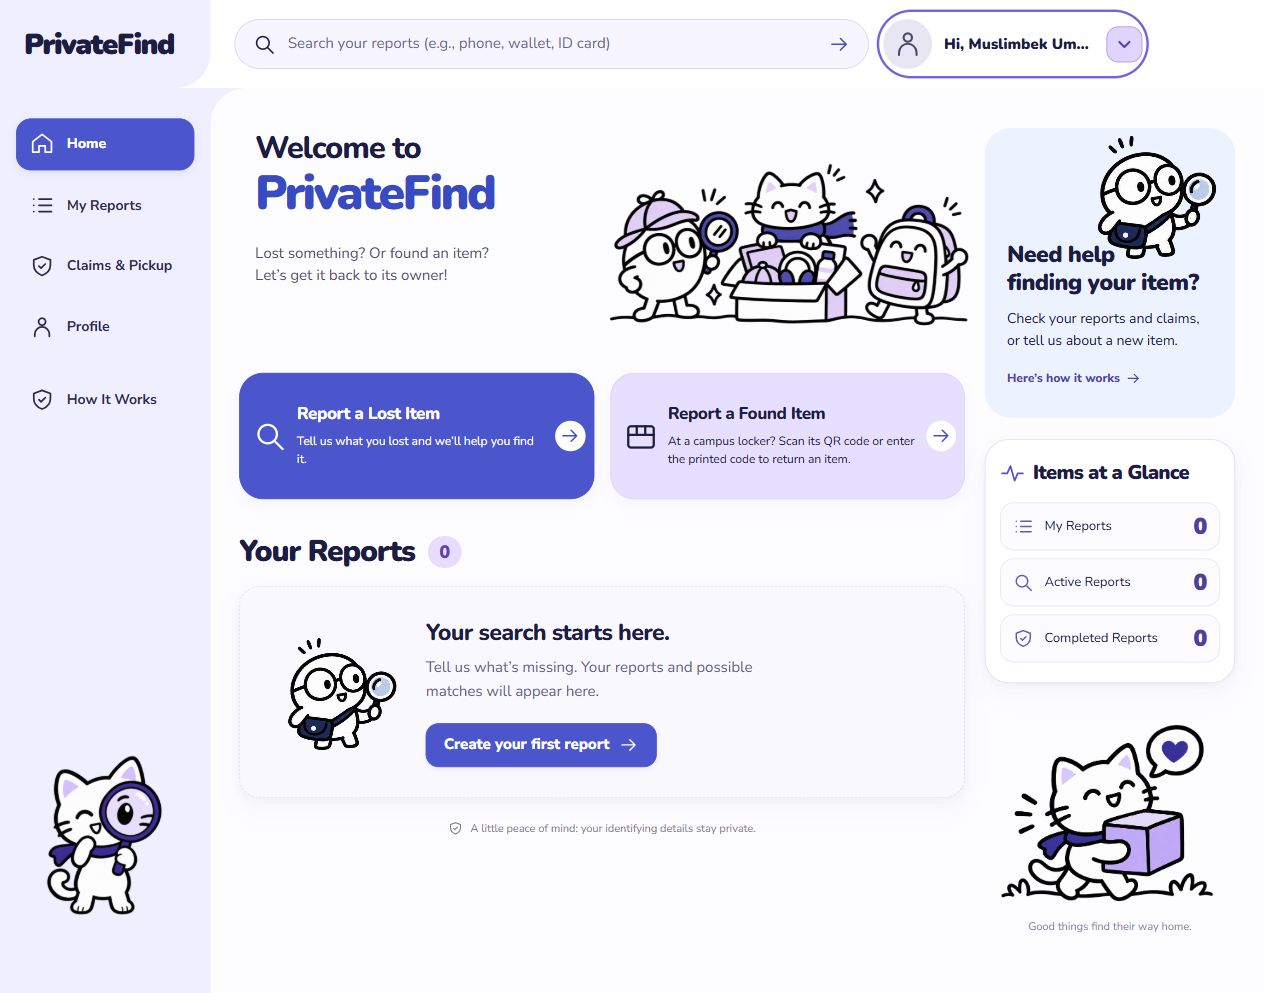 PrivateFind
Search your reports (e.g., phone, wallet, ID card)
Hi, Muslimbek Um...
Home
My Reports
Claims & Pickup
Profile
How It Works
Welcome to
PrivateFind
Lost something? Or found an item?
Let's get it back to its owner!
Report a Lost Item
Tell us what you lost and we'll help you find
it.
Report a Found Item
At a campus locker? Scan its QR code or enter
the printed code to return an item.
Your Reports 0
Your search starts here.
Tell us what's missing. Your reports and possible
matches will appear here.
Create your first report
A little peace of mind: your identifying details stay private.
Need help
finding your item?
Check your reports and claims,
or tell us about a new item.
Here's how it works
Items at a Glance
My Reports 0
Active Reports 0
Completed Reports 0
Good things find their way home.